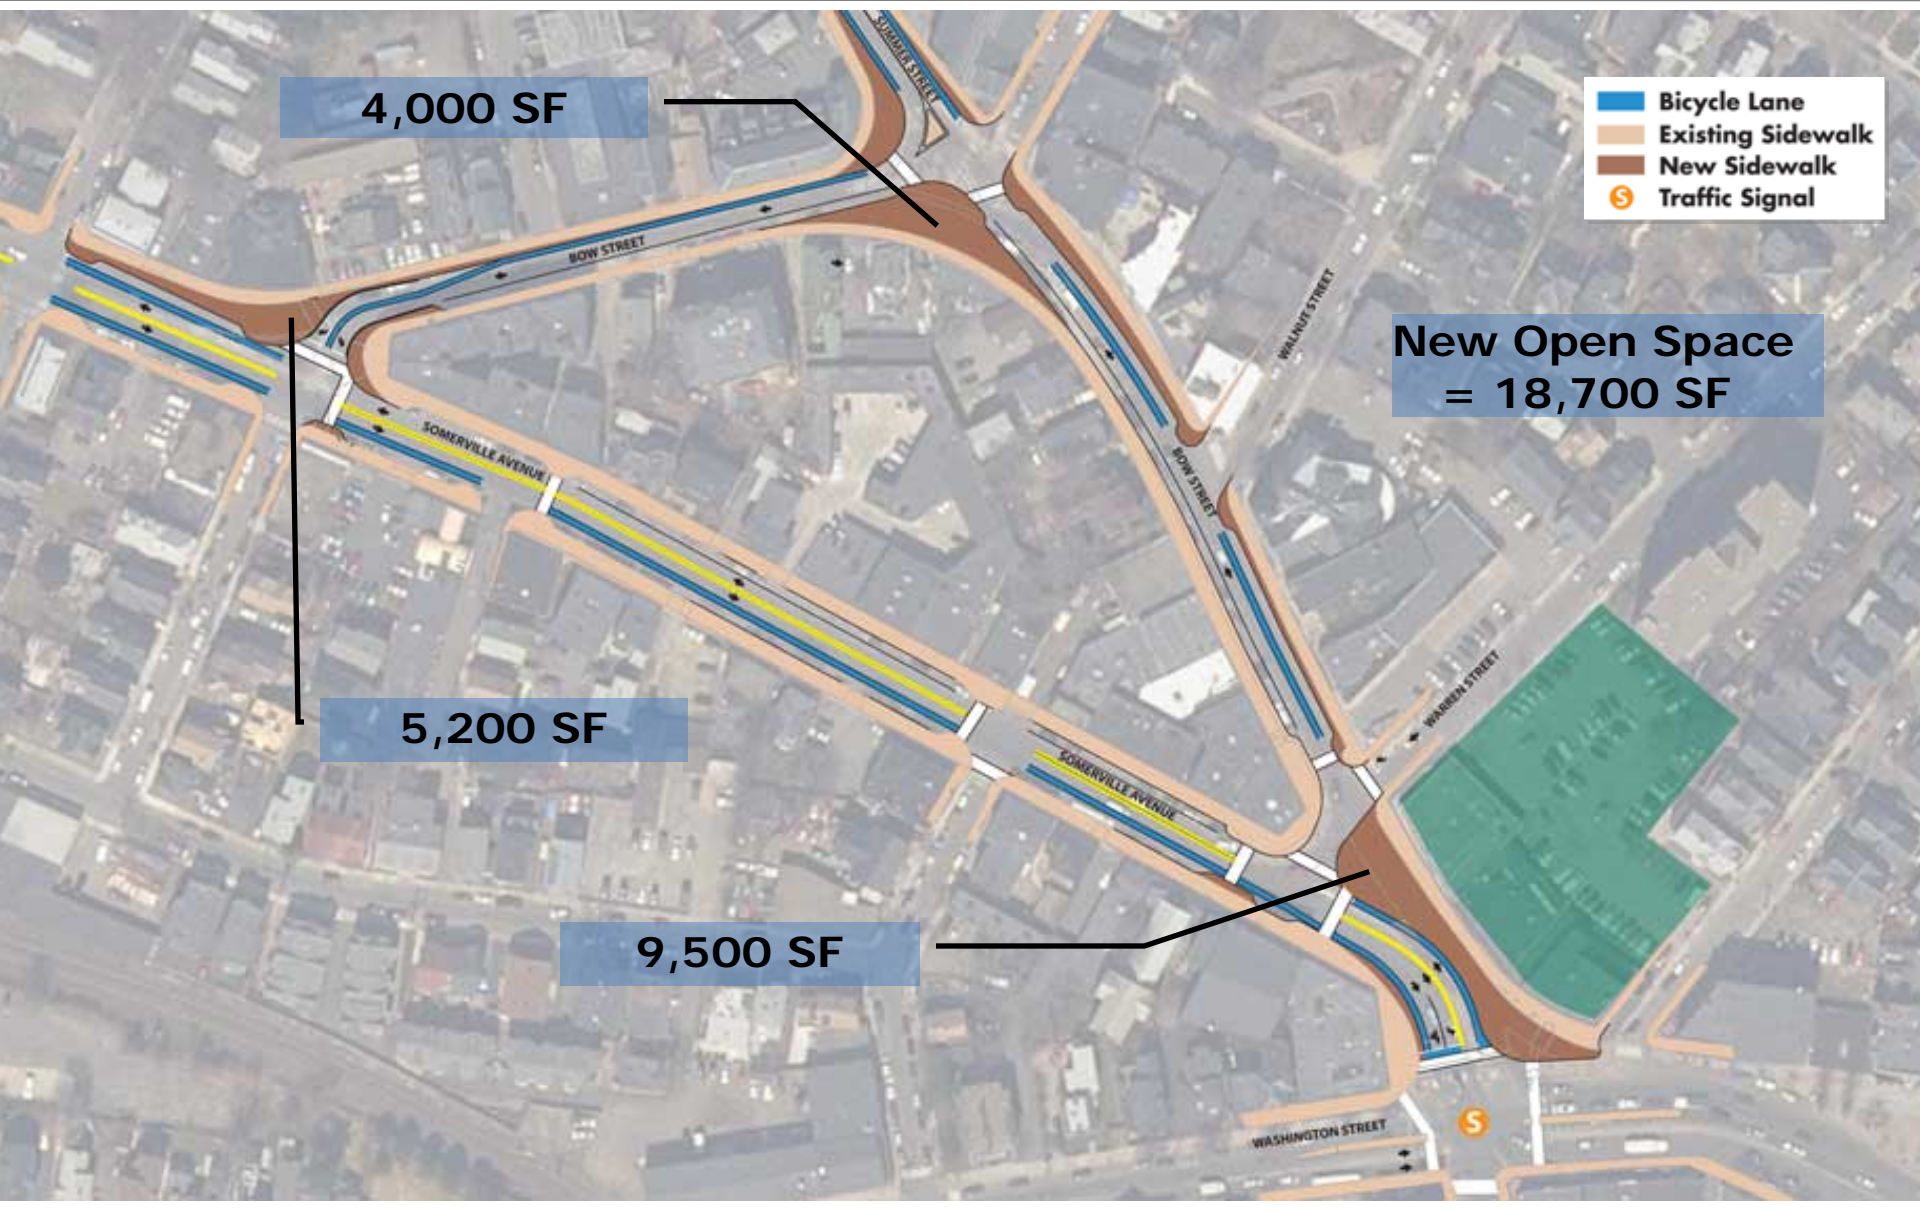 SUMMER STREET
4,000 SF
Bicycle Lane
Existing Sidewalk
New Sidewalk
S Traffic Signal
BOW STREET
WALNUT STREET
New Open Space
= 18,700 SF
SOMERVILLE AVENUE
BOW STREET
5,200 SF
WARREN STREET
SOMERVILLE AVENUE
9,500 SF
S
WASHINGTON STREET